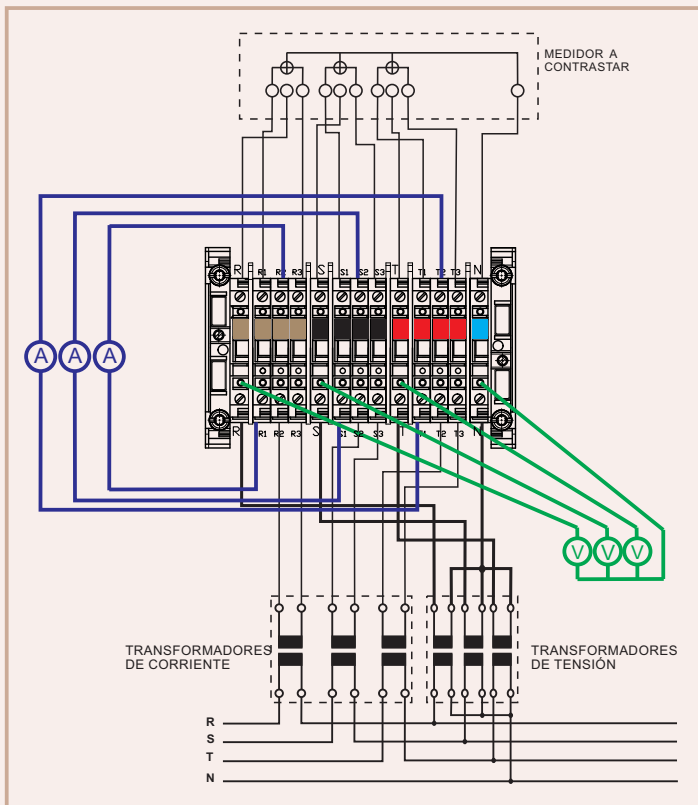 MEDIDOR A
CONTRASTAR
R R1 R2 R3 S S1 S2 S3 T T1 T2 T3 N
A A A
R R1 R2 R3 S S1 S2 S3 T T1 T2 T3 N
V V V
TRANSFORMADORES
DE CORRIENTE
TRANSFORMADORES
DE TENSIÓN
R
S
T
N